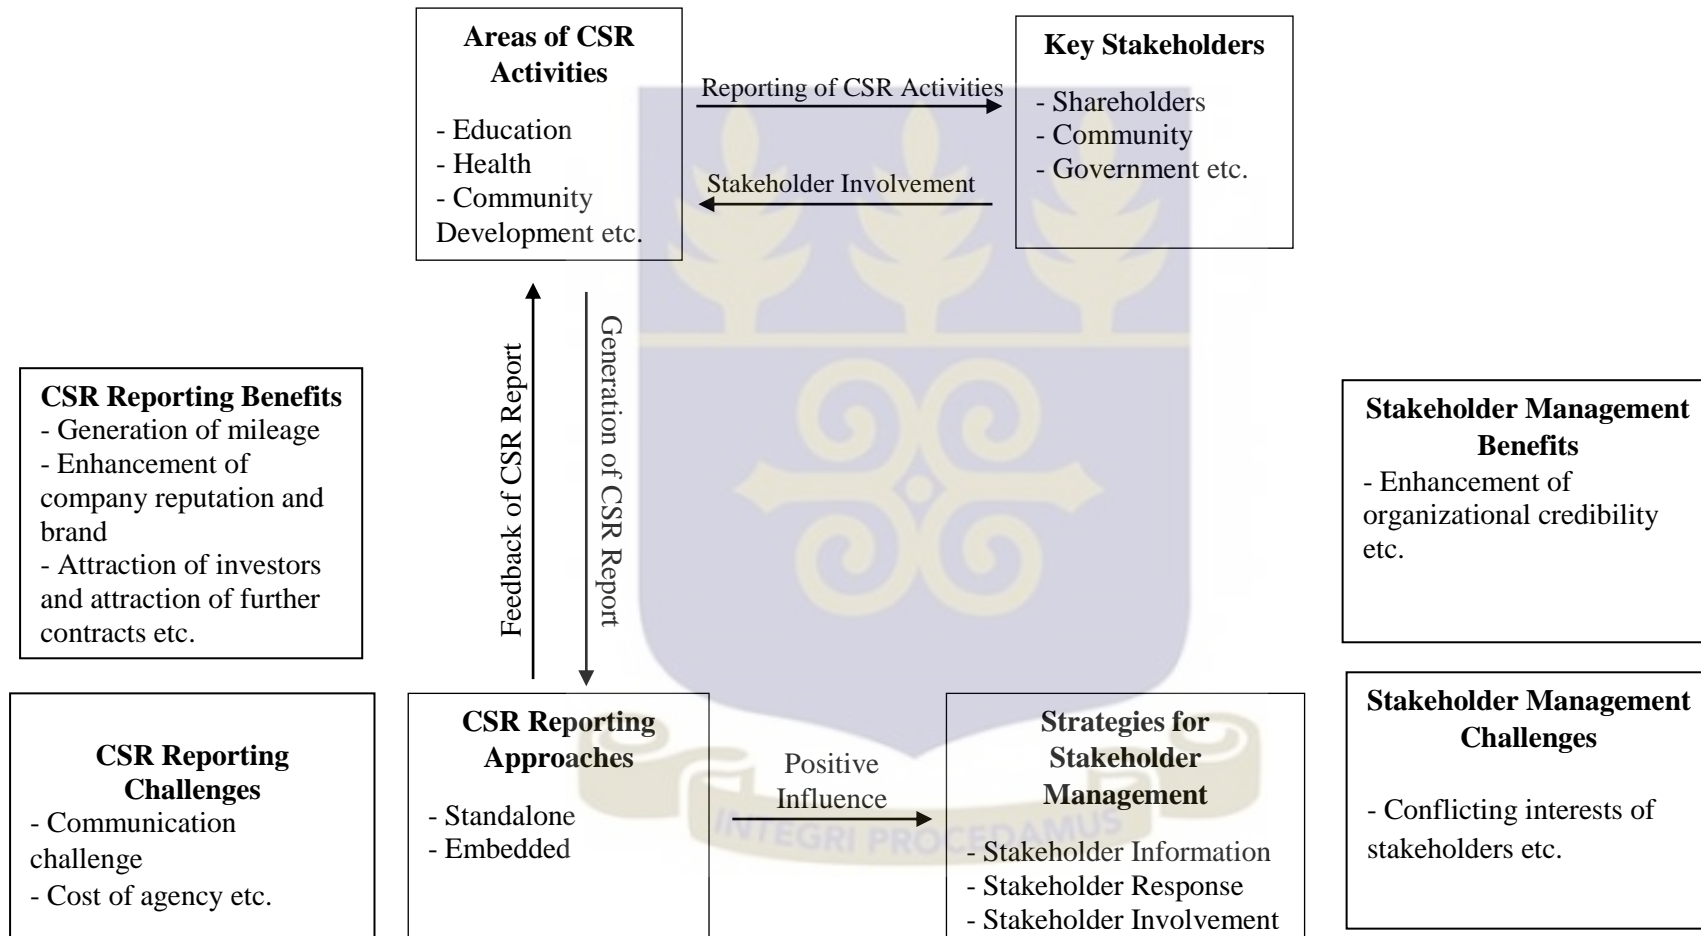 Areas of CSR
Activities
- Education
- Health
- Community
Development etc.
Reporting of CSR Activities
Stakeholder Involvement
Key Stakeholders
- Shareholders
- Community
- Government etc.
Feedback of CSR Report
Generation of CSR Report
CSR Reporting Benefits
- Generation of mileage
- Enhancement of
company reputation and
brand
- Attraction of investors
and attraction of further
contracts etc.
Stakeholder Management
Benefits
- Enhancement of
organizational credibility
etc.
CSR Reporting
Challenges
- Communication
challenge
- Cost of agency etc.
CSR Reporting
Approaches
- Standalone
- Embedded
Positive
Influence
Strategies for
Stakeholder
Management
- Stakeholder Information
- Stakeholder Response
- Stakeholder Involvement
Stakeholder Management
Challenges
- Conflicting interests of
stakeholders etc.
INTEGRI PROCEDAMUS